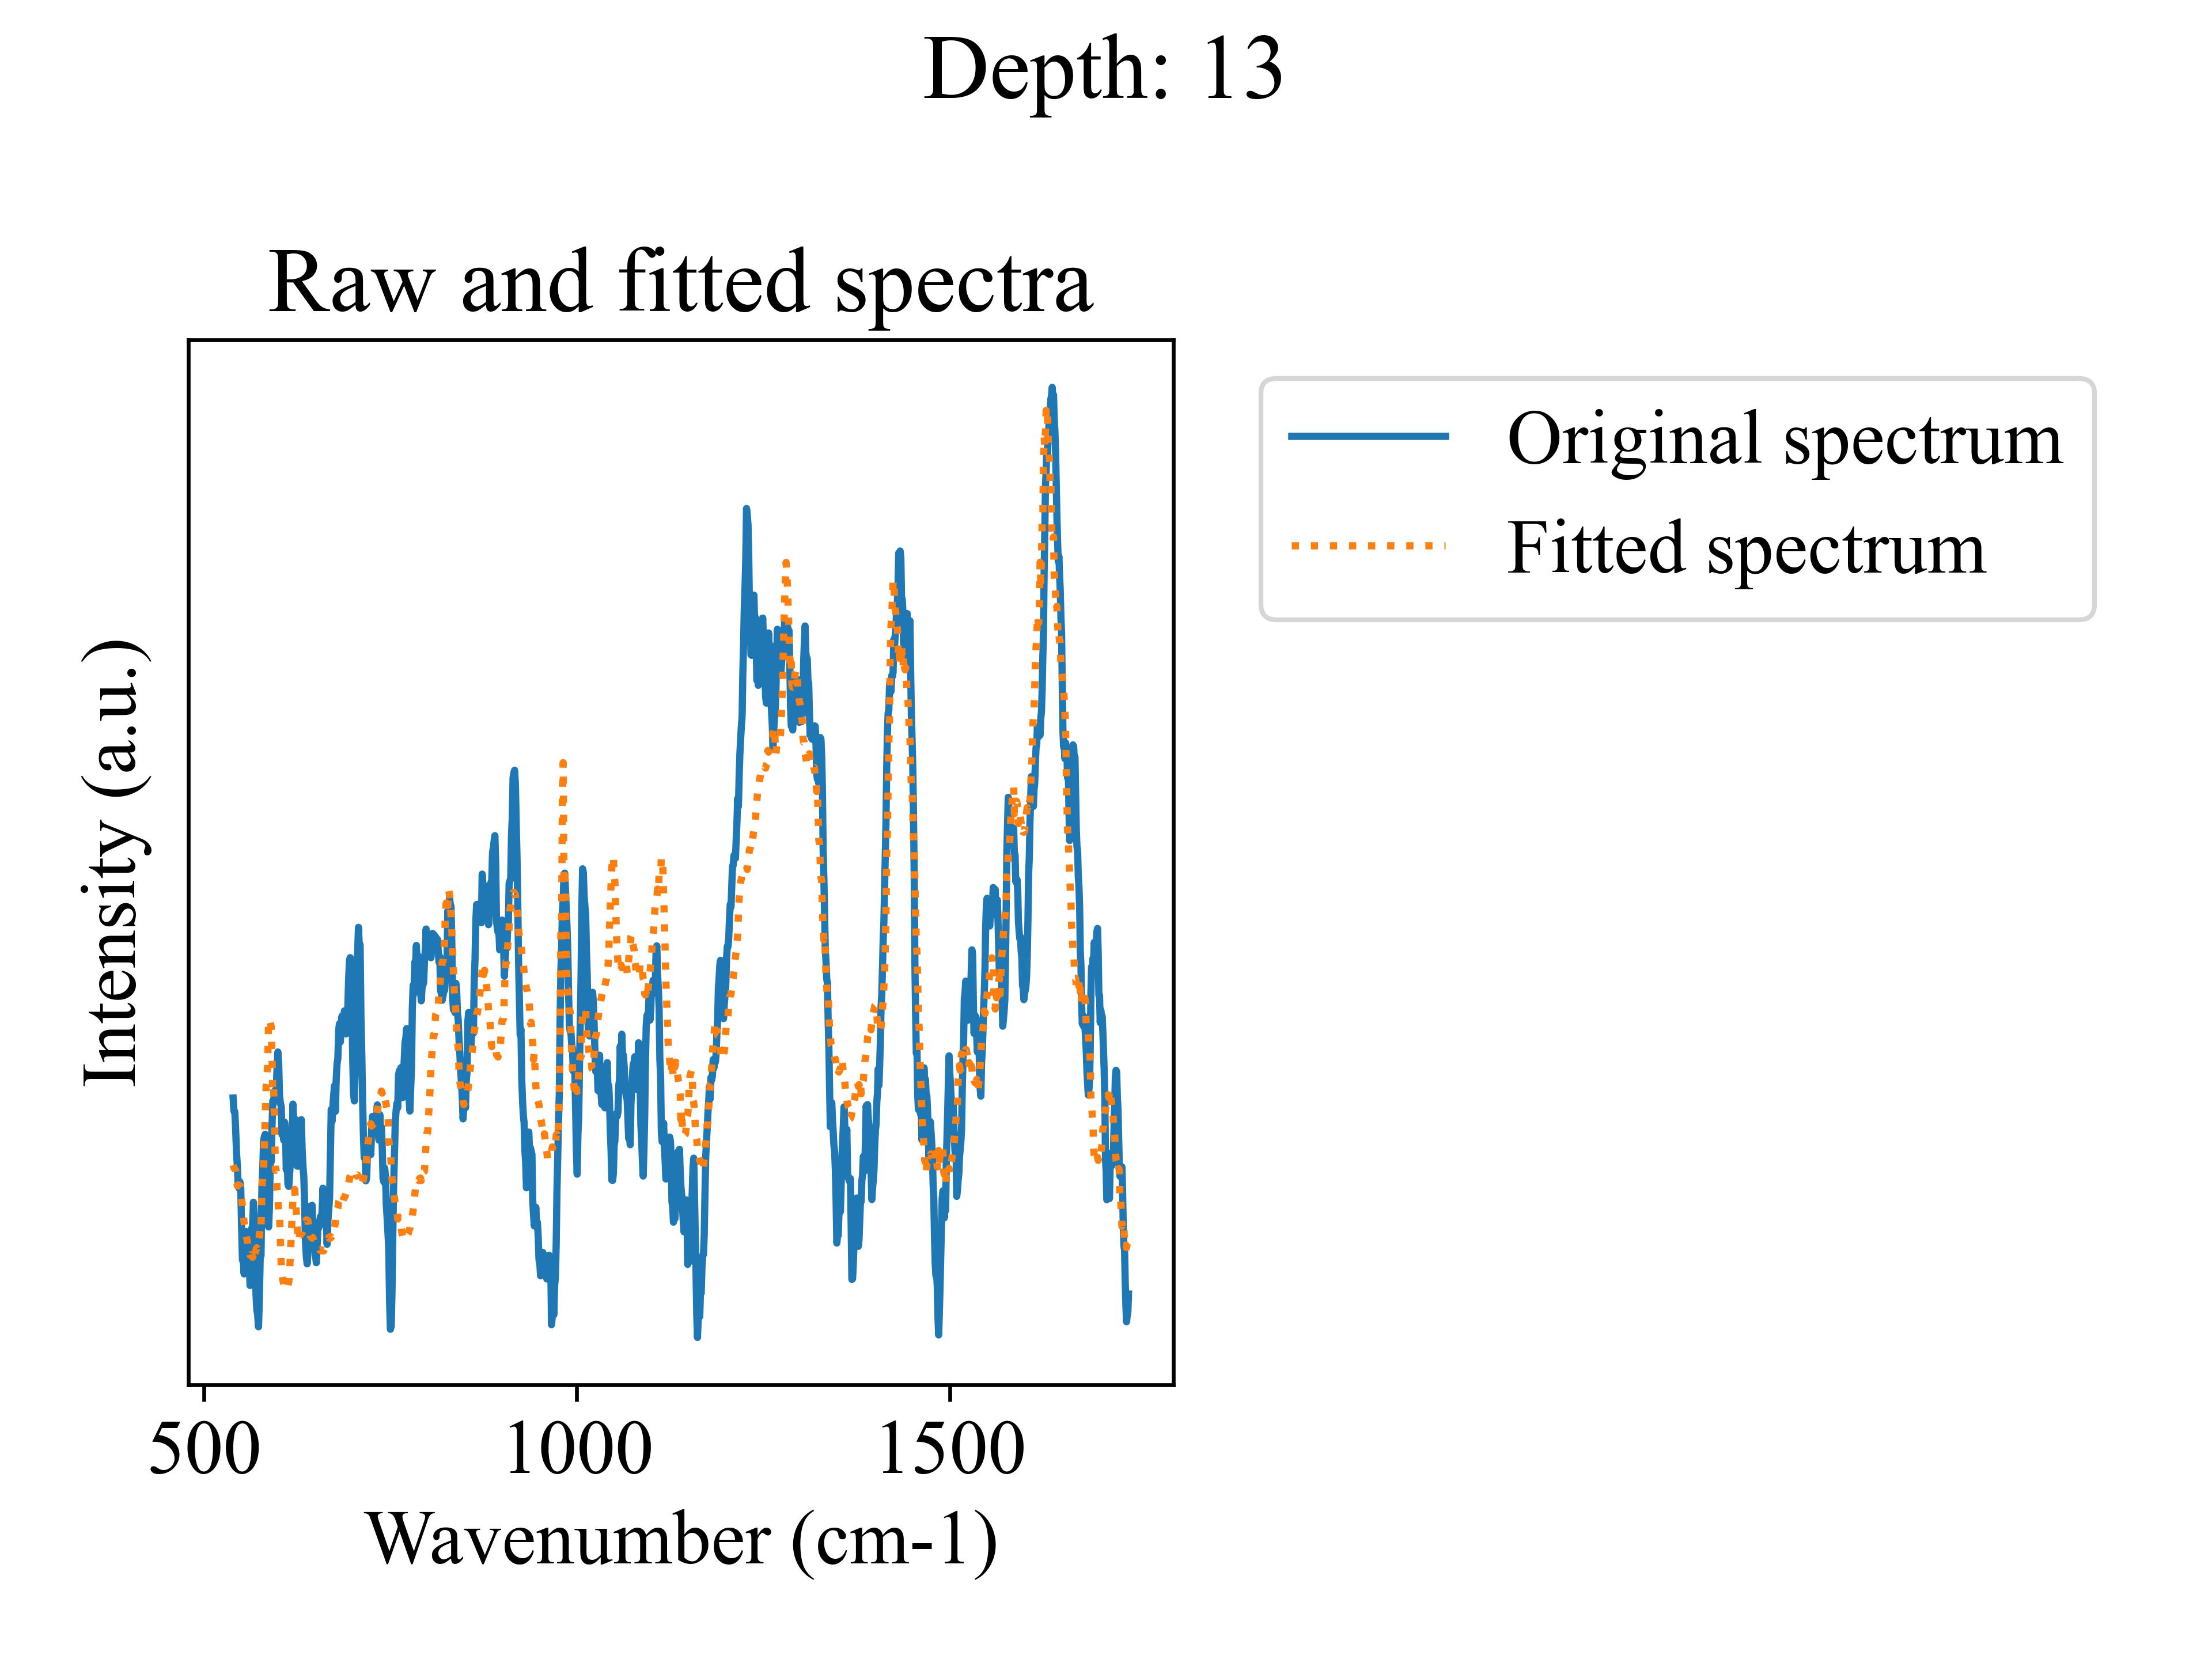 Depth: 13
Raw and fitted spectra
Original spectrum
Fitted spectrum
Intensity (a.u.)
500 1000 1500
Wavenumber (cm-1)